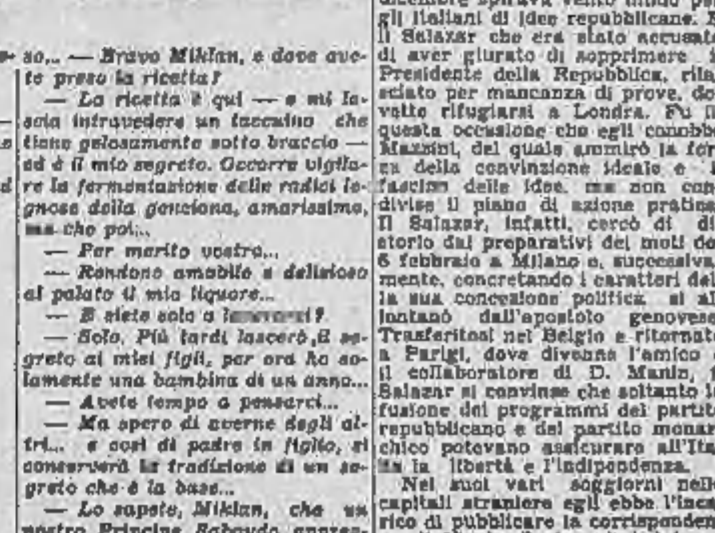 so... — Bravo Miklan, e dove ave-
te preso la ricetta?
— La ricetta è qui — e mi la-
scia intravedere un taccuino che
tiene gelosamente sotto braccio —
ed è il mio segreto. Occorre vigila-
re la fermentazione delle radici le-
gnose della genziana, amarissima,
ma che poi...
— Per merito vostro...
— Rendono amabile e delizioso
al palato il mio liquore...
— E siete solo a
— Solo. Più tardi lascerò il se-
greto ai miei figli, per ora ho so-
lamente una bambina di un anno...
— Avete tempo a pensarci...
— Ma spero di averne degli al-
tri... e così di padre in figlio, si
conserverà la tradizione di un se-
greto che è la base...
— Lo sapete, Miklan, che un
nostro Principe Sabaudo
dicembre spirava vento
gli italiani di idee repubblicane. E
il Salazar che era stato accusato
di aver giurato di sopprimere i
Presidente della Repubblica, rila-
sciato per mancanza di prove, do-
vette rifugiarsi a Londra. Fu i
questa occasione che egli conobbe
Mazzini, del quale ammirò la for
za della convinzione ideale e i
fascino delle idee, ma non con
divise il piano di azione pratica
Il Salazar, infatti, cercò di di
storlo dai preparativi dei moti de
6 febbraio a Milano e, successiva
mente, concretando i caratteri del
la sua concezione politica si al
lontanò dall'apostolo genovese
Trasferitosi nel Belgio e ritornato
a Parigi, dove divenne l'amico e
il collaboratore di D. Manin, i
Salazar si convinse che soltanto la
fusione dei programmi del partito
repubblicano e del partito monar
chico potevano assicurare all'Ita
lia la libertà e l'indipendenza.
Nei suoi vari soggiorni nelle
capitali straniere egli ebbe l'inca
rico di pubblicare la corrisponden